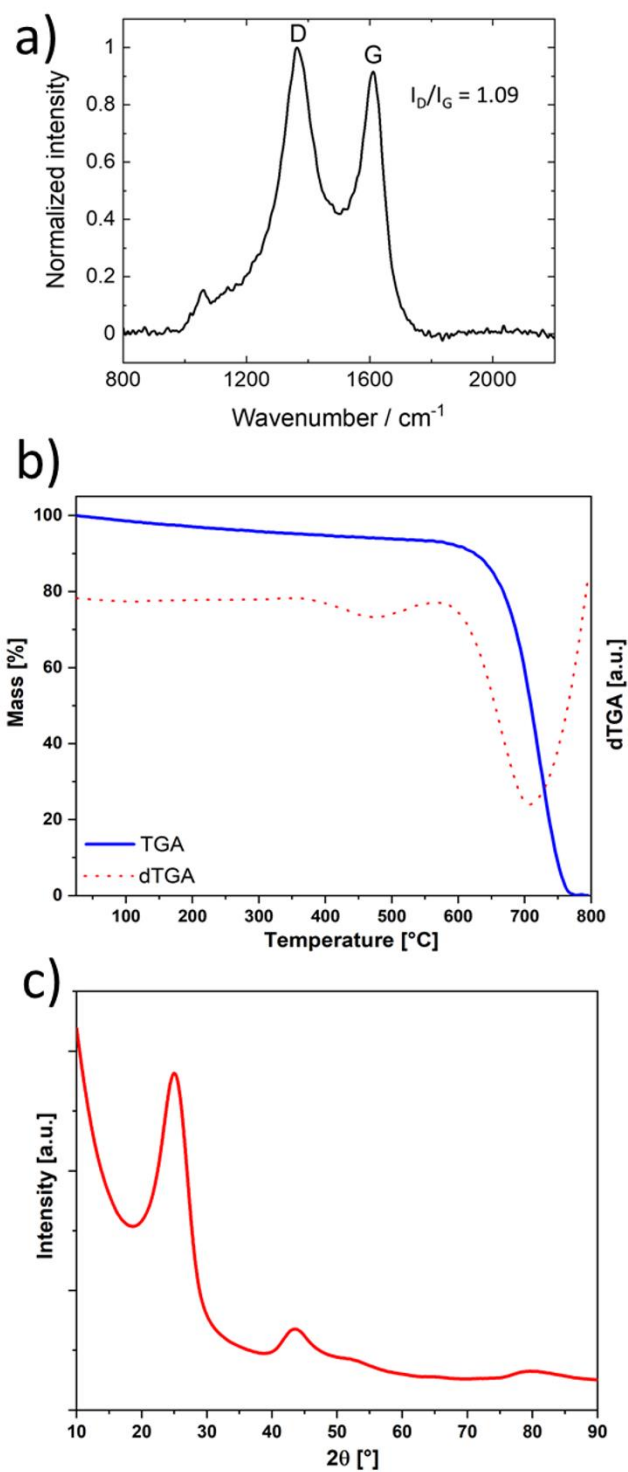 a)
D
G
I_D/I_G = 1.09
1
0.8
0.6
0.4
0.2
0
Normalized intensity
800 1200 1600 2000
Wavenumber / cm⁻¹
b)
100
80
60
40
20
0
Mass [%]
dTGA [a.u.]
TGA
dTGA
100 200 300 400 500 600 700 800
Temperature [°C]
c)
Intensity [a.u.]
10 20 30 40 50 60 70 80 90
2θ [°]